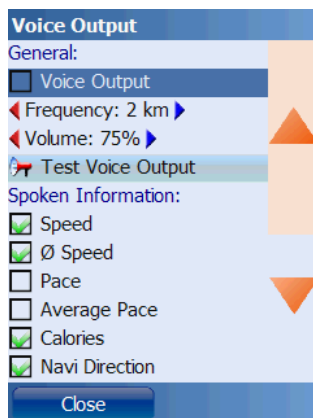 Voice Output
General:
Voice Output
Frequency: 2 km
Volume: 75%
Test Voice Output
Spoken Information:
Speed
Ø Speed
Pace
Average Pace
Calories
Navi Direction
Close